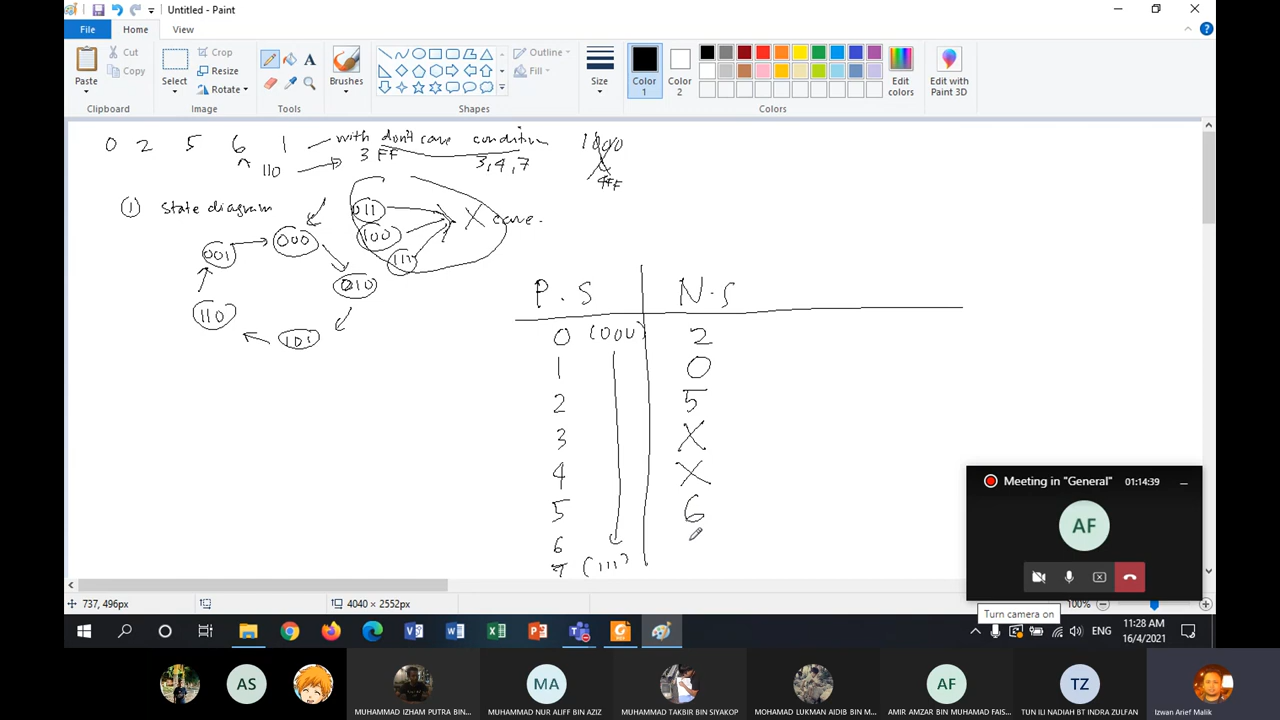 Untitled - Paint
File
Home
View
Paste
Cut
Copy
Clipboard
Select
Crop
Resize
Rotate
Image
A
Tools
Brushes
Outline
Fill
Shapes
Size
Color 1
Color 2
Edit colors
Colors
Edit with Paint 3D
0 2 5 6 1 with don't care condition 1000
110 3 FF 3,4,7 4FF
1 state diagram 011 X care.
100
111
001 000
010
110
101
P.S N.S
0 (000) 2
1 0
2 5
3 X
4 X
5 6
6
7 (111)
Meeting in "General" 01:14:39
AF
Turn camera on
737, 496px
4040 × 2552px
100%
ENG
11:28 AM
16/4/2021
AS
MUHAMMAD IZHAM PUTRA BIN...
MA
MUHAMMAD NUR ALIFF BIN AZIZ
MUHAMMAD TAKBIR BIN SIYAKOP
MOHAMAD LUKMAN AIDIB BIN M...
AF
AMIR AMZAR BIN MUHAMAD FAIS...
TZ
TUN ILI NADIAH BT INDRA ZULFAN
Izwan Arief Malik